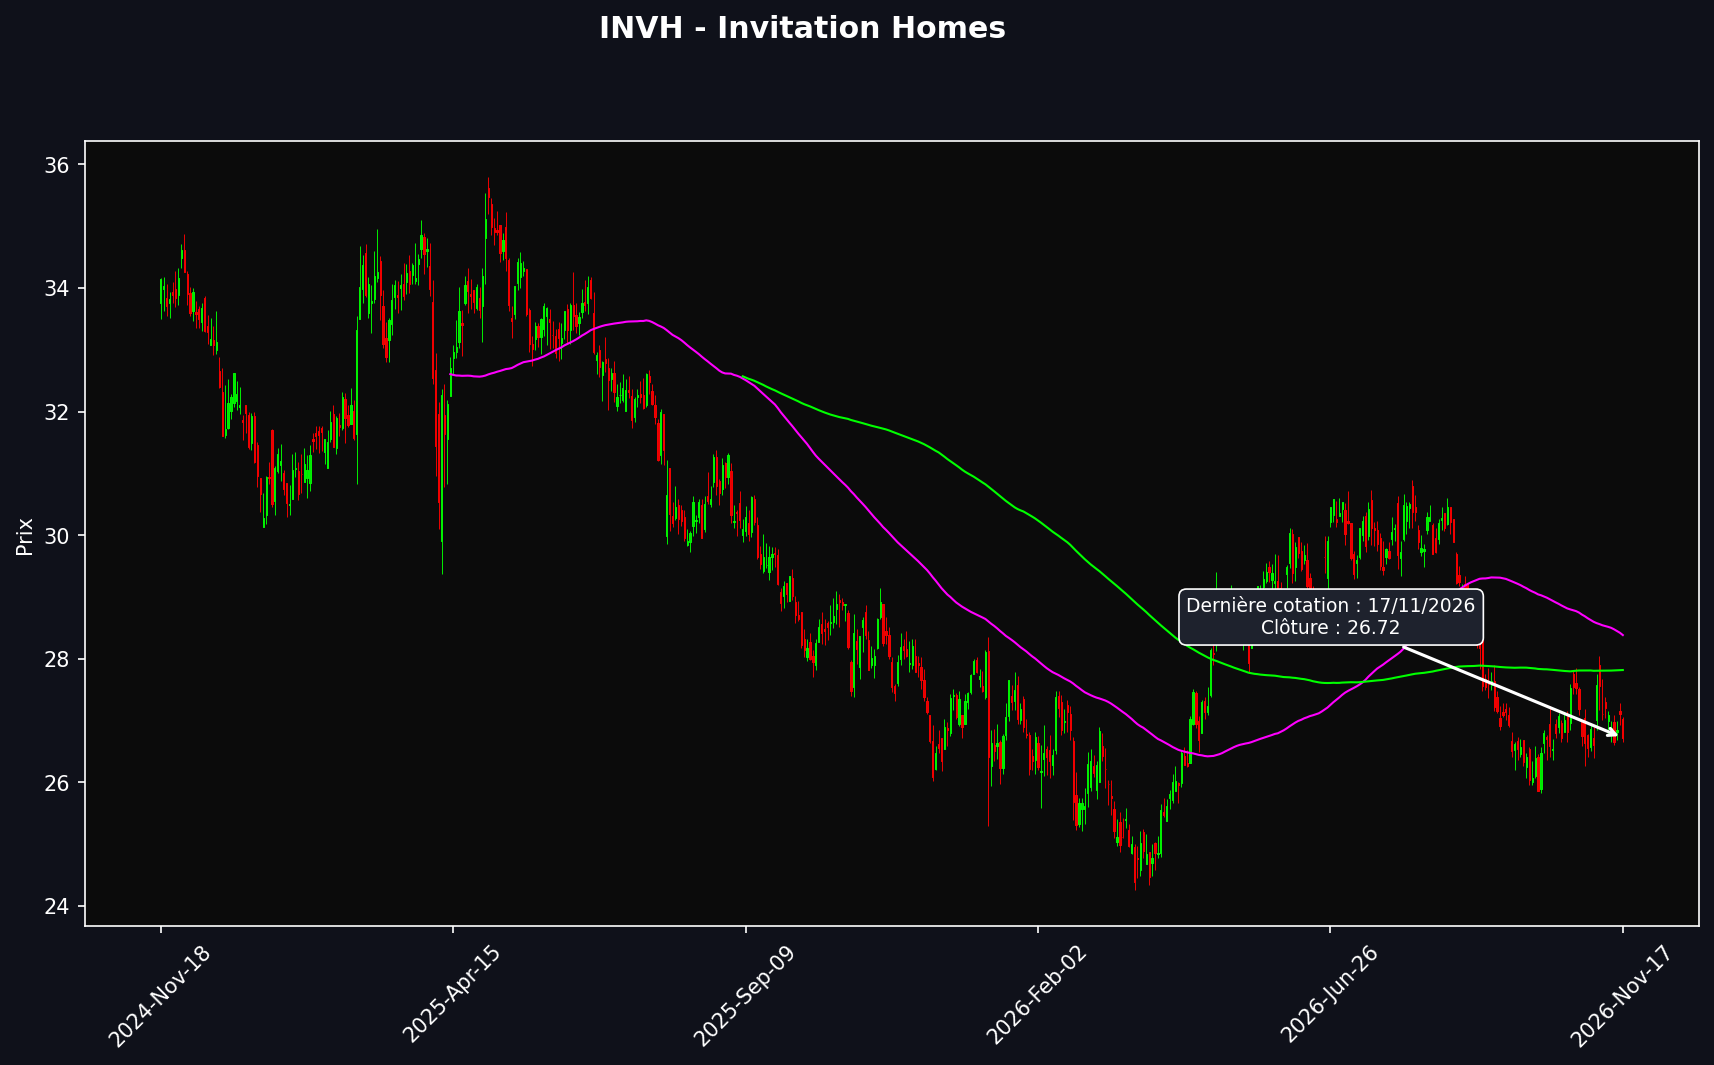 INVH - Invitation Homes
Prix
36
34
32
30
28
26
24
Dernière cotation : 17/11/2026
Clôture : 26.72
2024-Nov-18
2025-Apr-15
2025-Sep-09
2026-Feb-02
2026-Jun-26
2026-Nov-17